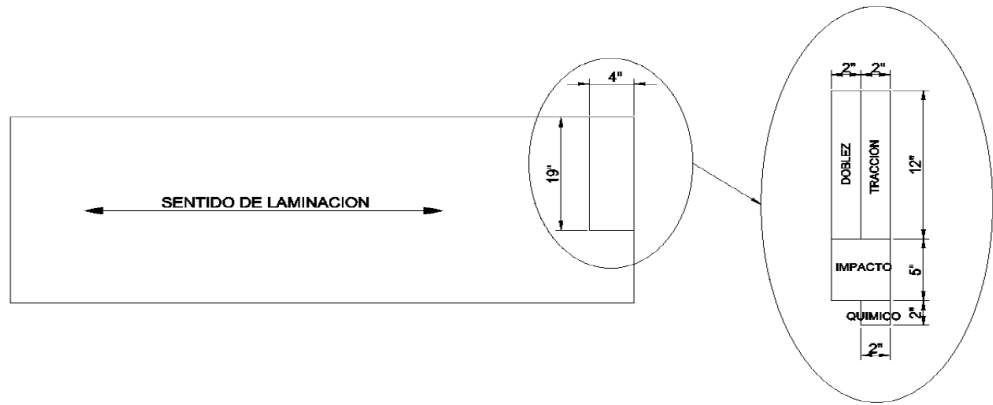 4"
19"
SENTIDO DE LAMINACION
2" 2"
DOBLEZ
TRACCION
12"
IMPACTO
5"
QUIMICO
2"
2"